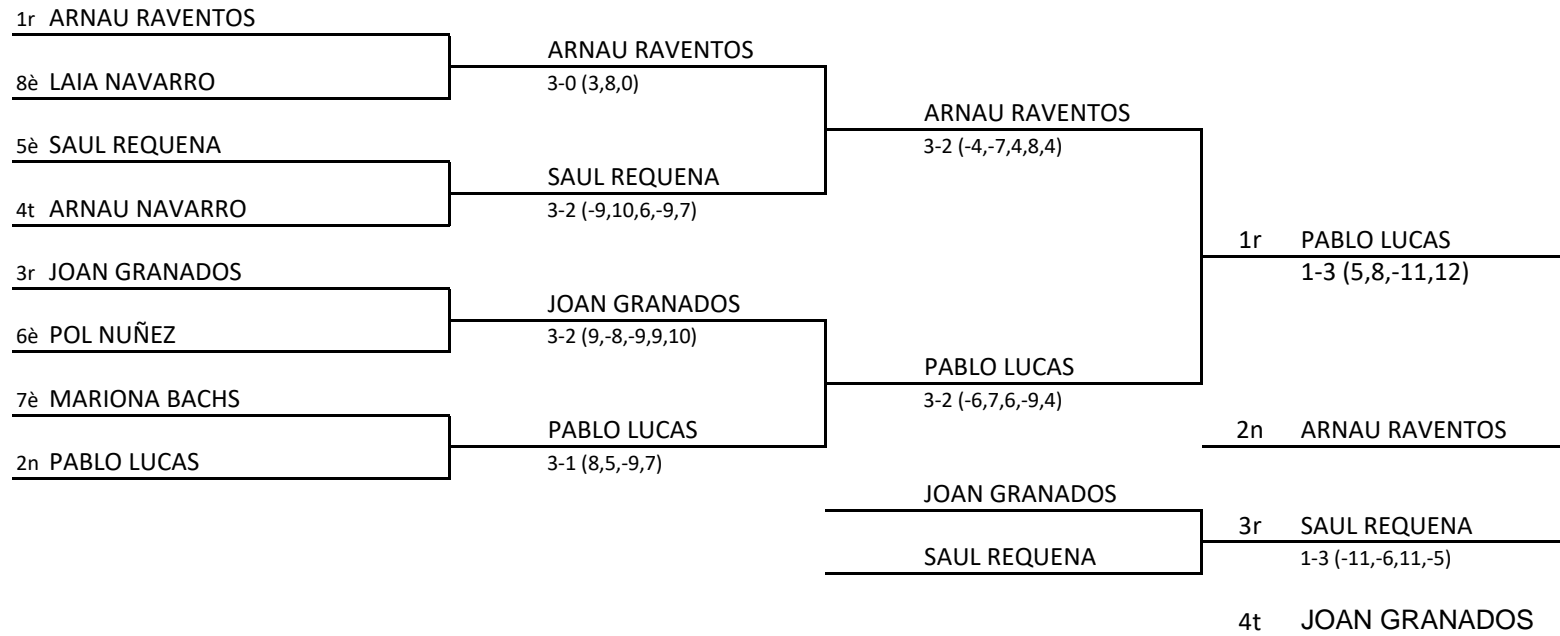 1r ARNAU RAVENTOS
ARNAU RAVENTOS
8è LAIA NAVARRO
3-0 (3,8,0)
ARNAU RAVENTOS
5è SAUL REQUENA
3-2 (-4,-7,4,8,4)
SAUL REQUENA
4t ARNAU NAVARRO
3-2 (-9,10,6,-9,7)
1r PABLO LUCAS
3r JOAN GRANADOS
1-3 (5,8,-11,12)
JOAN GRANADOS
6è POL NUÑEZ
3-2 (9,-8,-9,9,10)
PABLO LUCAS
7è MARIONA BACHS
3-2 (-6,7,6,-9,4)
PABLO LUCAS
2n ARNAU RAVENTOS
2n PABLO LUCAS
3-1 (8,5,-9,7)
JOAN GRANADOS
3r SAUL REQUENA
SAUL REQUENA
1-3 (-11,-6,11,-5)
4t JOAN GRANADOS